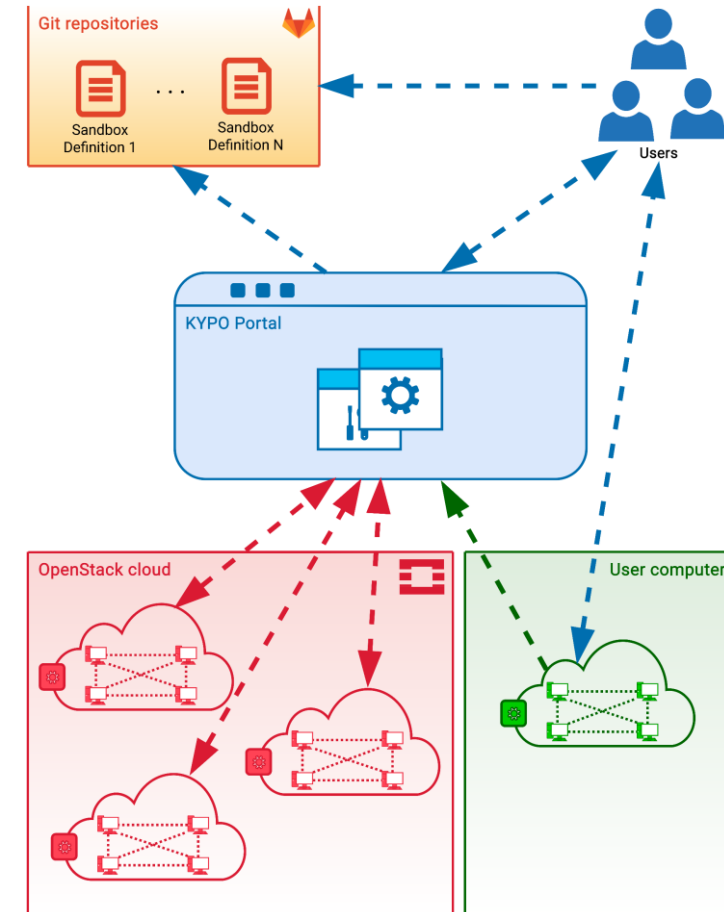 Git repositories
. . .
Sandbox
Definition 1
Sandbox
Definition N
Users
KYPO Portal
OpenStack cloud
User computer